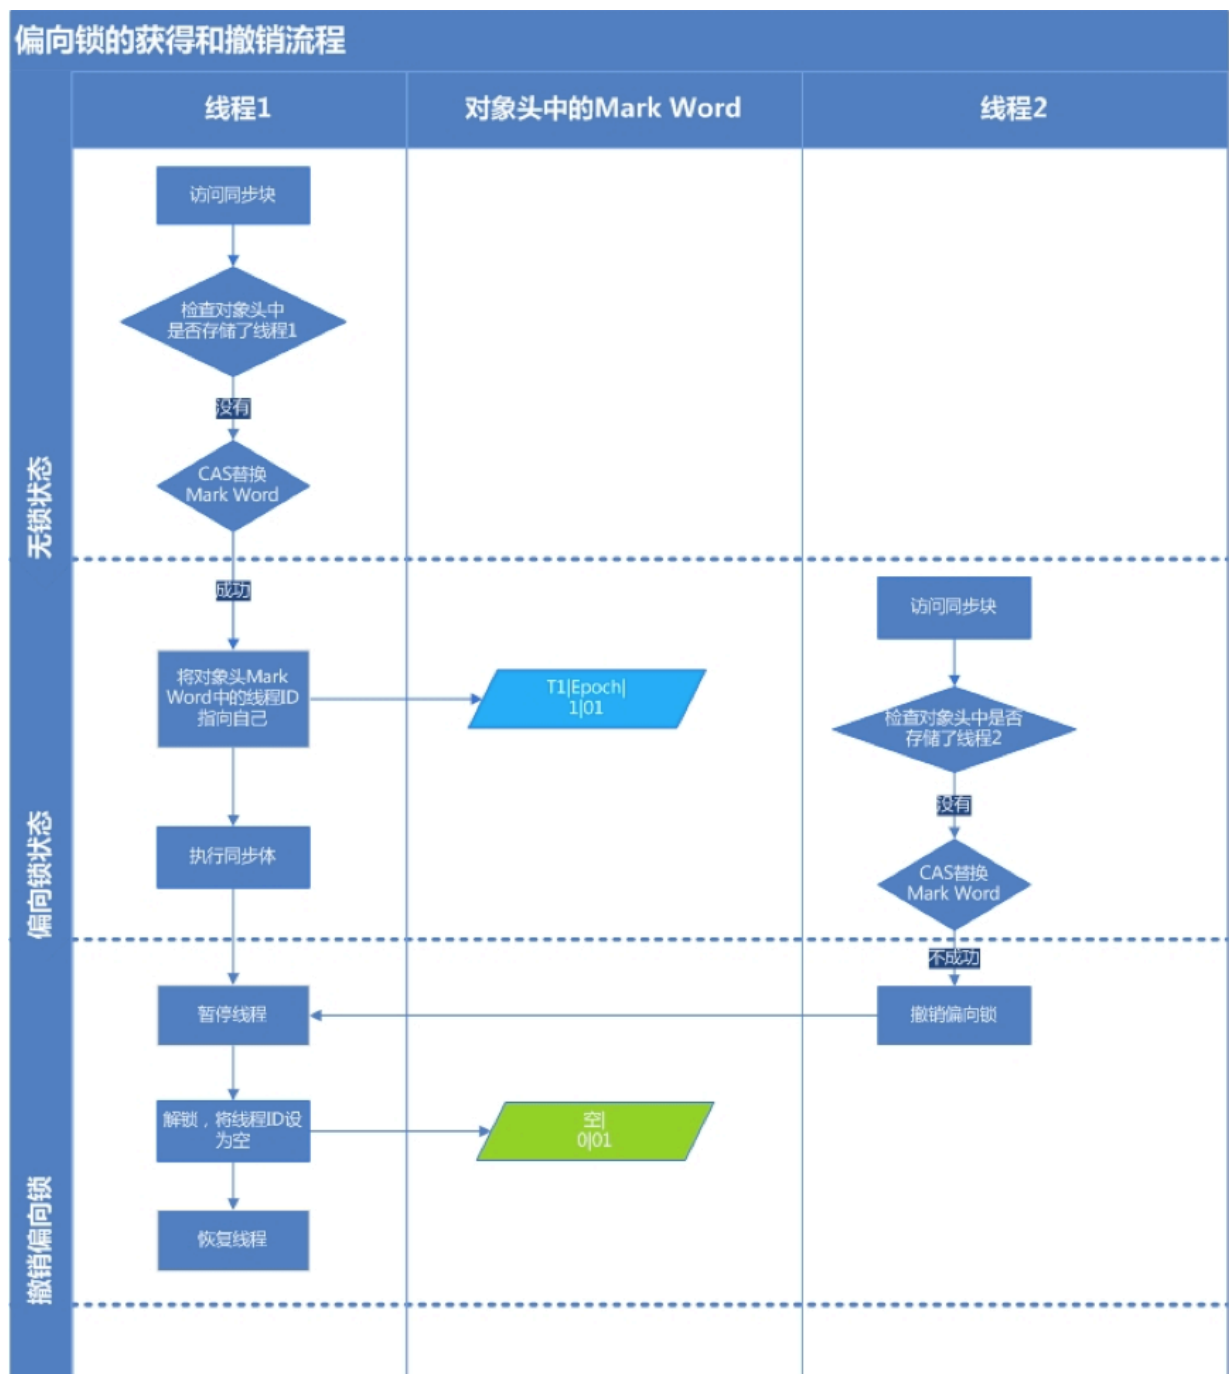 偏向锁的获得和撤销流程
线程1
对象头中的Mark Word
线程2
无锁状态
访问同步块
检查对象头中
是否存储了线程1
没有
CAS替换
Mark Word
偏向锁状态
成功
将对象头Mark
Word中的线程ID
指向自己
T1|Epoch|
1|01
执行同步体
访问同步块
检查对象头中是否
存储了线程2
没有
CAS替换
Mark Word
撤销偏向锁
不成功
撤销偏向锁
暂停线程
解锁，将线程ID设
为空
空|
0|01
恢复线程